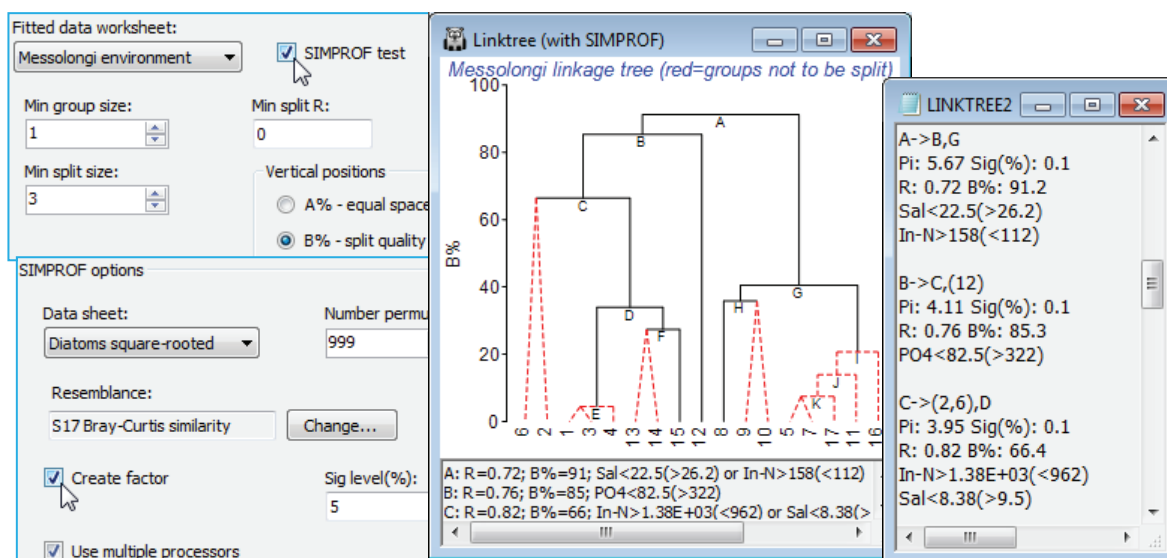 Fitted data worksheet:
Messolongi environment
SIMPROF test
Min group size:
1
Min split R:
0
Min split size:
3
Vertical positions
A% - equal space
B% - split quality
SIMPROF options
Data sheet:
Diatoms square-rooted
Number permu
999
Resemblance:
S17 Bray-Curtis similarity
Change...
Create factor
Sig level(%):
5
Use multiple processors
Linktree (with SIMPROF)
Messolongi linkage tree (red=groups not to be split)
B%
100
80
60
40
20
0
A
B
C
D
E
F
G
H
J
K
6 2 1 3 4 13 14 15 12 8 9 10 5 7 17 11 16
A: R=0.72; B%=91; Sal<22.5(>26.2) or In-N>158(<112)
B: R=0.76; B%=85; PO4<82.5(>322)
C: R=0.82; B%=66; In-N>1.38E+03(<962) or Sal<8.38(>
LINKTREE2
A->B,G
Pi: 5.67 Sig(%): 0.1
R: 0.72 B%: 91.2
Sal<22.5(>26.2)
In-N>158(<112)
B->C,(12)
Pi: 4.11 Sig(%): 0.1
R: 0.76 B%: 85.3
PO4<82.5(>322)
C->(2,6),D
Pi: 3.95 Sig(%): 0.1
R: 0.82 B%: 66.4
In-N>1.38E+03(<962)
Sal<8.38(>9.5)